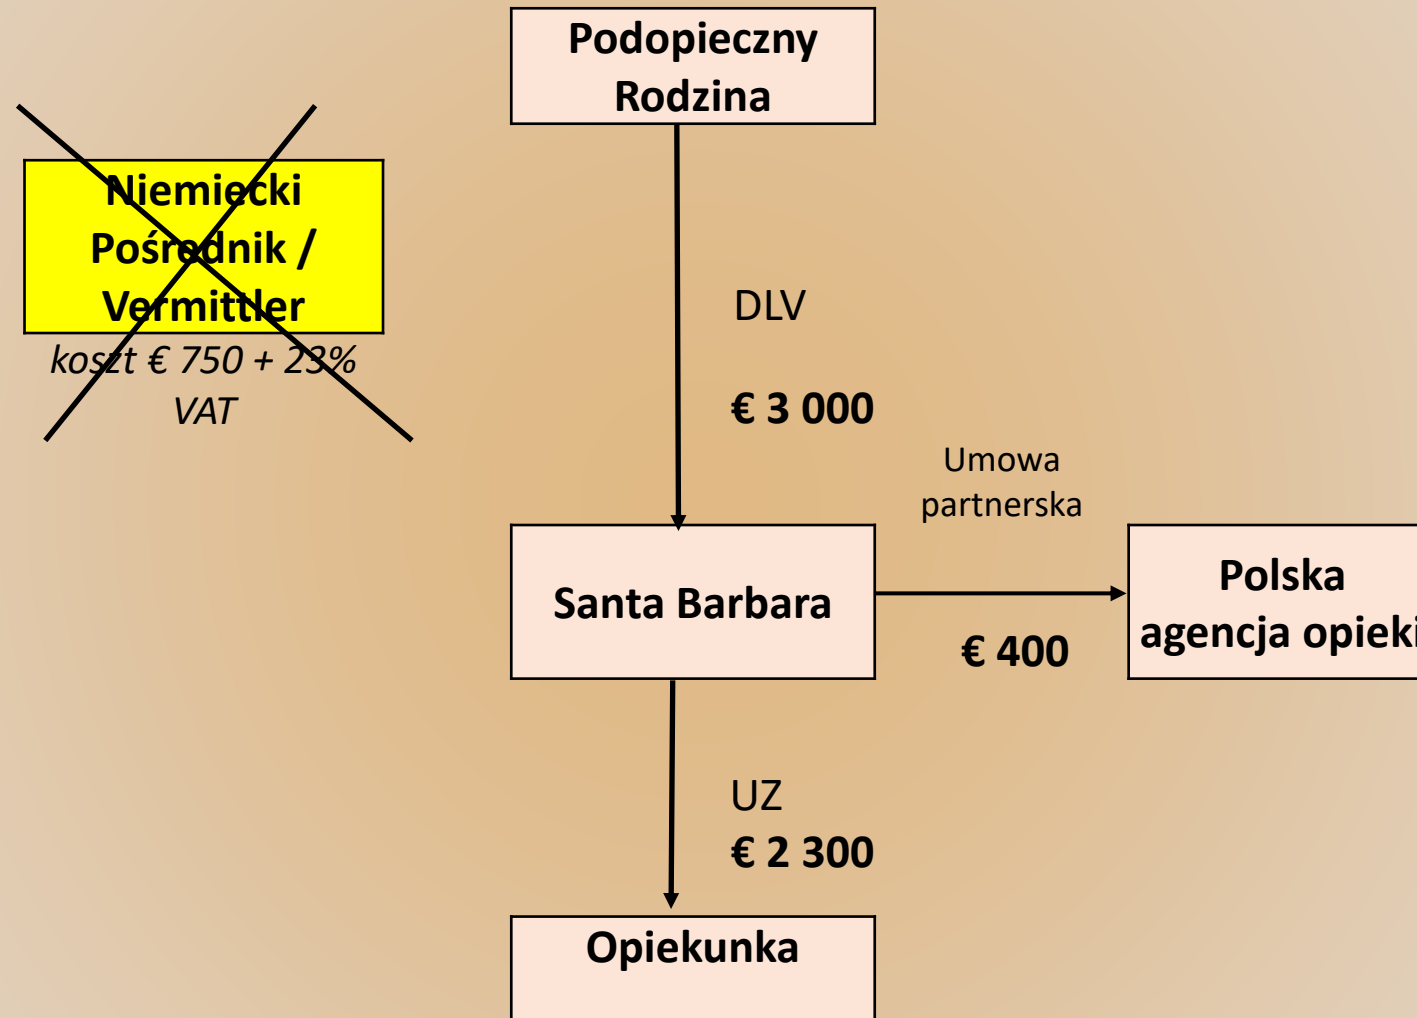 Podopieczny
Rodzina
Niemiecki
Pośrednik /
Vermittler
koszt € 750 + 23%
VAT
DLV
€ 3 000
Umowa
partnerska
Santa Barbara
€ 400
Polska
agencja opieki
UZ
€ 2 300
Opiekunka